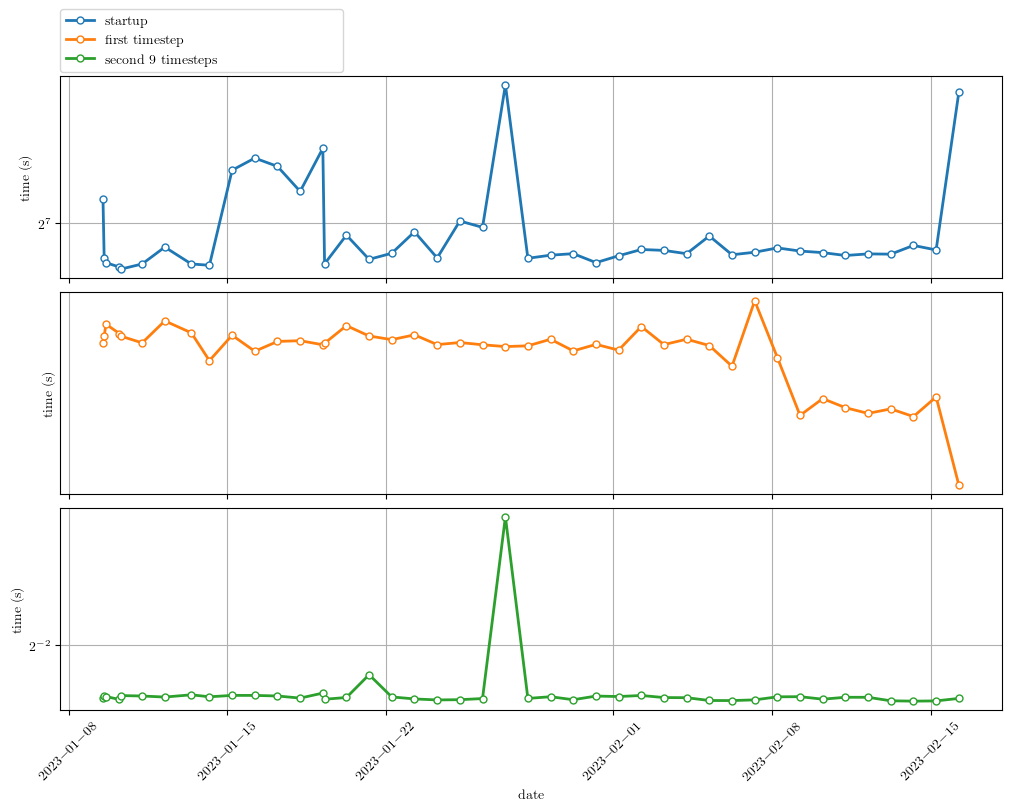 startup
first timestep
second 9 timesteps
time (s)
2^7
time (s)
time (s)
2^−2
2023−01−08
2023−01−15
2023−01−22
2023−02−01
2023−02−08
2023−02−15
date